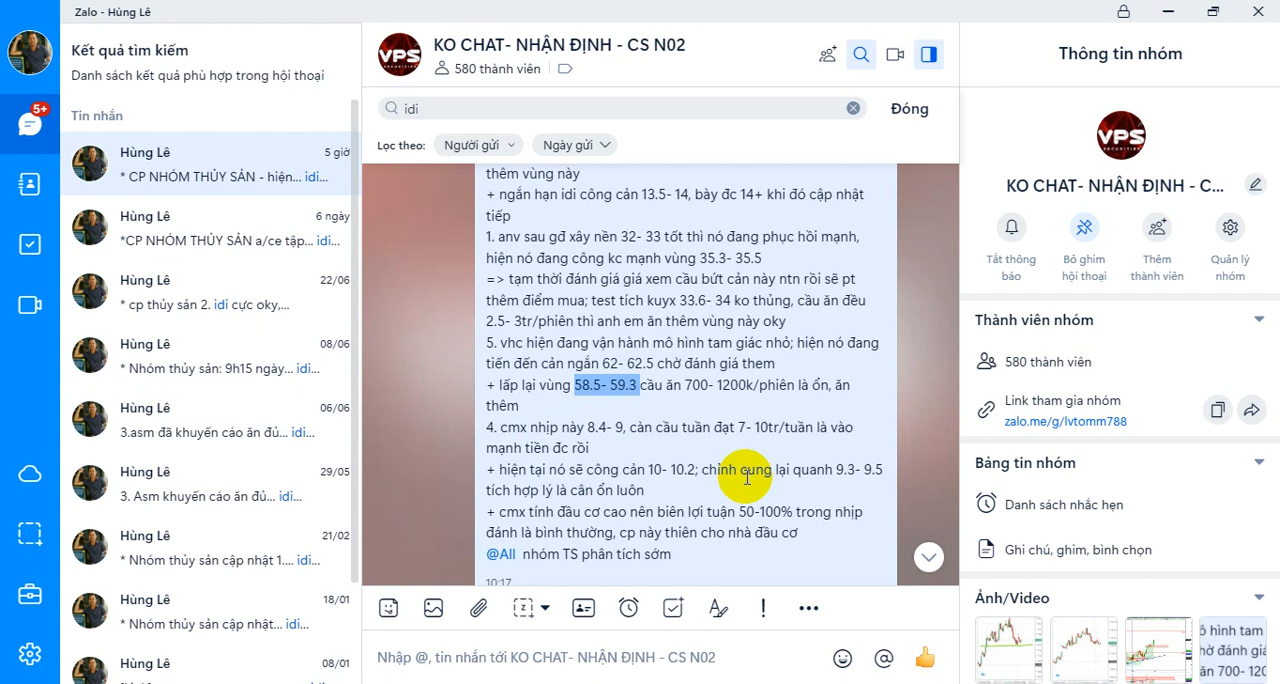 Zalo - Hùng Lê
5+
Kết quả tìm kiếm
Danh sách kết quả phù hợp trong hội thoại
Tin nhắn
Hùng Lê
5 giờ
* CP NHÓM THỦY SẢN - hiện... idi...
Hùng Lê
6 ngày
*CP NHÓM THỦY SẢN a/ce tập... idi...
Hùng Lê
22/06
* cp thủy sản 2. idi cực oky,...
Hùng Lê
08/06
* Nhóm thủy sản: 9h15 ngày... idi...
Hùng Lê
06/06
3.asm đã khuyến cáo ăn đủ... idi...
Hùng Lê
29/05
3. Asm khuyến cáo ăn đủ... idi...
Hùng Lê
21/02
* Nhóm thủy sản cập nhật 1.... idi...
Hùng Lê
18/01
* Nhóm thủy sản cập nhật... idi...
Hùng Lê
08/01
VPS
SECURITIES
KO CHAT- NHẬN ĐỊNH - CS N02
580 thành viên
idi
Đóng
Lọc theo:
Người gửi
Ngày gửi
thêm vùng này
+ ngắn hạn idi công cản 13.5- 14, bày đc 14+ khi đó cập nhật
tiếp
1. anv sau gđ xây nền 32- 33 tốt thì nó đang phục hồi mạnh,
hiện nó đang công kc mạnh vùng 35.3- 35.5
=> tạm thời đánh giá giá xem cầu bứt cản này ntn rồi sẽ pt
thêm điểm mua; test tích kuyx 33.6- 34 ko thủng, cầu ăn đều
2.5- 3tr/phiên thì anh em ăn thêm vùng này oky
5. vhc hiện đang vận hành mô hình tam giác nhỏ; hiện nó đang
tiến đến cản ngắn 62- 62.5 chờ đánh giá them
+ lấp lại vùng 58.5- 59.3 cầu ăn 700- 1200k/phiên là ổn, ăn
thêm
4. cmx nhịp này 8.4- 9, càn cầu tuần đạt 7- 10tr/tuần là vào
mạnh tiền đc rồi
+ hiện tại nó sẽ công cản 10- 10.2; chỉnh cung lại quanh 9.3- 9.5
tích hợp lý là cân ổn luôn
+ cmx tính đầu cơ cao nên biên lợi tuận 50-100% trong nhịp
đánh là bình thường, cp này thiên cho nhà đầu cơ
@All nhóm TS phân tích sớm
10:17
Nhập @, tin nhắn tới KO CHAT- NHẬN ĐỊNH - CS N02
Thông tin nhóm
VPS
SECURITIES
KO CHAT- NHẬN ĐỊNH - C...
Tắt thông
báo
Bỏ ghim
hội thoại
Thêm
thành viên
Quản lý
nhóm
Thành viên nhóm
580 thành viên
Link tham gia nhóm
zalo.me/g/lvtomm788
Bảng tin nhóm
Danh sách nhắc hẹn
Ghi chú, ghim, bình chọn
Ảnh/Video
ô hình tam
hờ đánh giá
ăn 700- 120